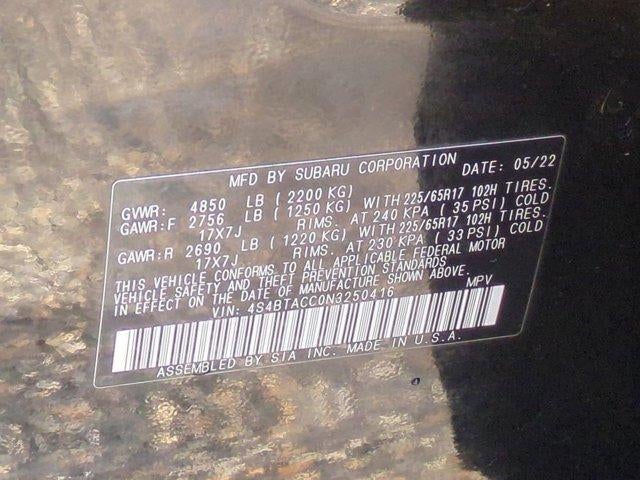 MFD BY SUBARU CORPORATION DATE: 05/22
GVWR: 4850 LB (2200 KG)
GAWR:F 2756 LB (1250 KG) WITH 225/65R17 102H TIRES.
17X7J RIMS. AT 240 KPA (35 PSI) COLD
GAWR:R 2690 LB (1220 KG) WITH 225/65R17 102H TIRES.
17X7J RIMS. AT 230 KPA (33 PSI) COLD
THIS VEHICLE CONFORMS TO ALL APPLICABLE FEDERAL MOTOR
VEHICLE SAFETY AND THEFT PREVENTION STANDARDS
IN EFFECT ON THE DATE OF MANUFACTURE SHOWN ABOVE.
VIN: 4S4BTACC0N3250416 MPV
ASSEMBLED BY SIA INC. MADE IN U.S.A.